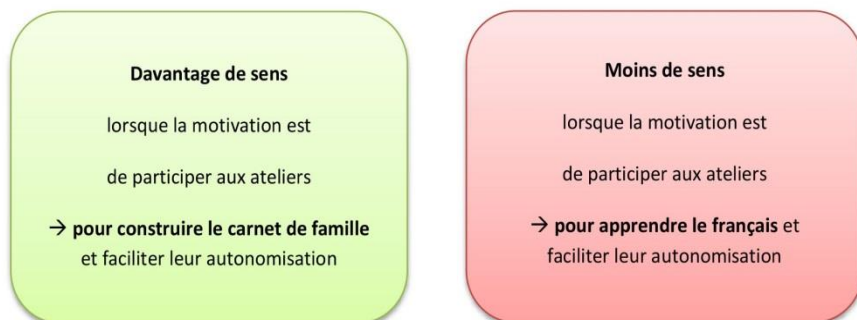 Davantage de sens
lorsque la motivation est
de participer aux ateliers
→ pour construire le carnet de famille
et faciliter leur autonomisation
Moins de sens
lorsque la motivation est
de participer aux ateliers
→ pour apprendre le français et
faciliter leur autonomisation